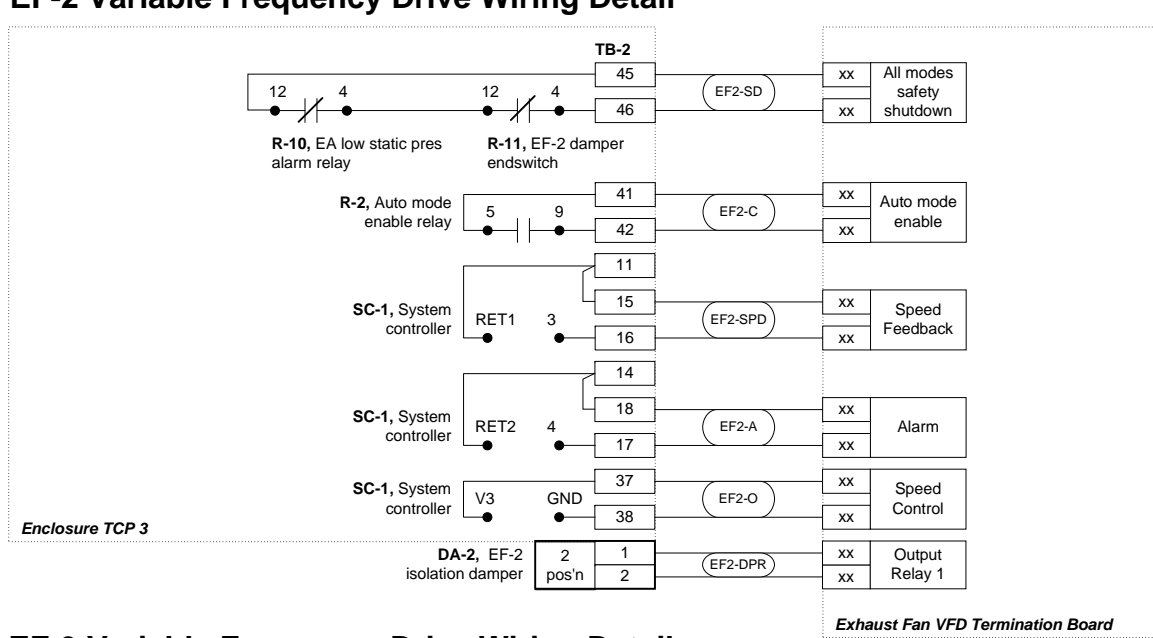 EF-2 Variable Frequency Drive Wiring Detail
TB-2
45
xx
All modes
safety
shutdown
12
4
12
4
EF2-SD
46
xx
R-10, EA low static pres
alarm relay
R-11, EF-2 damper
endswitch
R-2, Auto mode
enable relay
41
xx
Auto mode
enable
5
9
EF2-C
42
xx
11
SC-1, System
controller
15
xx
Speed
Feedback
RET1
3
EF2-SPD
16
xx
14
SC-1, System
controller
18
xx
Alarm
RET2
4
EF2-A
17
xx
SC-1, System
controller
37
xx
Speed
Control
V3
GND
EF2-O
38
xx
Enclosure TCP 3
DA-2, EF-2
isolation damper
2
pos'n
1
2
EF2-DPR
xx
xx
Output
Relay 1
Exhaust Fan VFD Termination Board